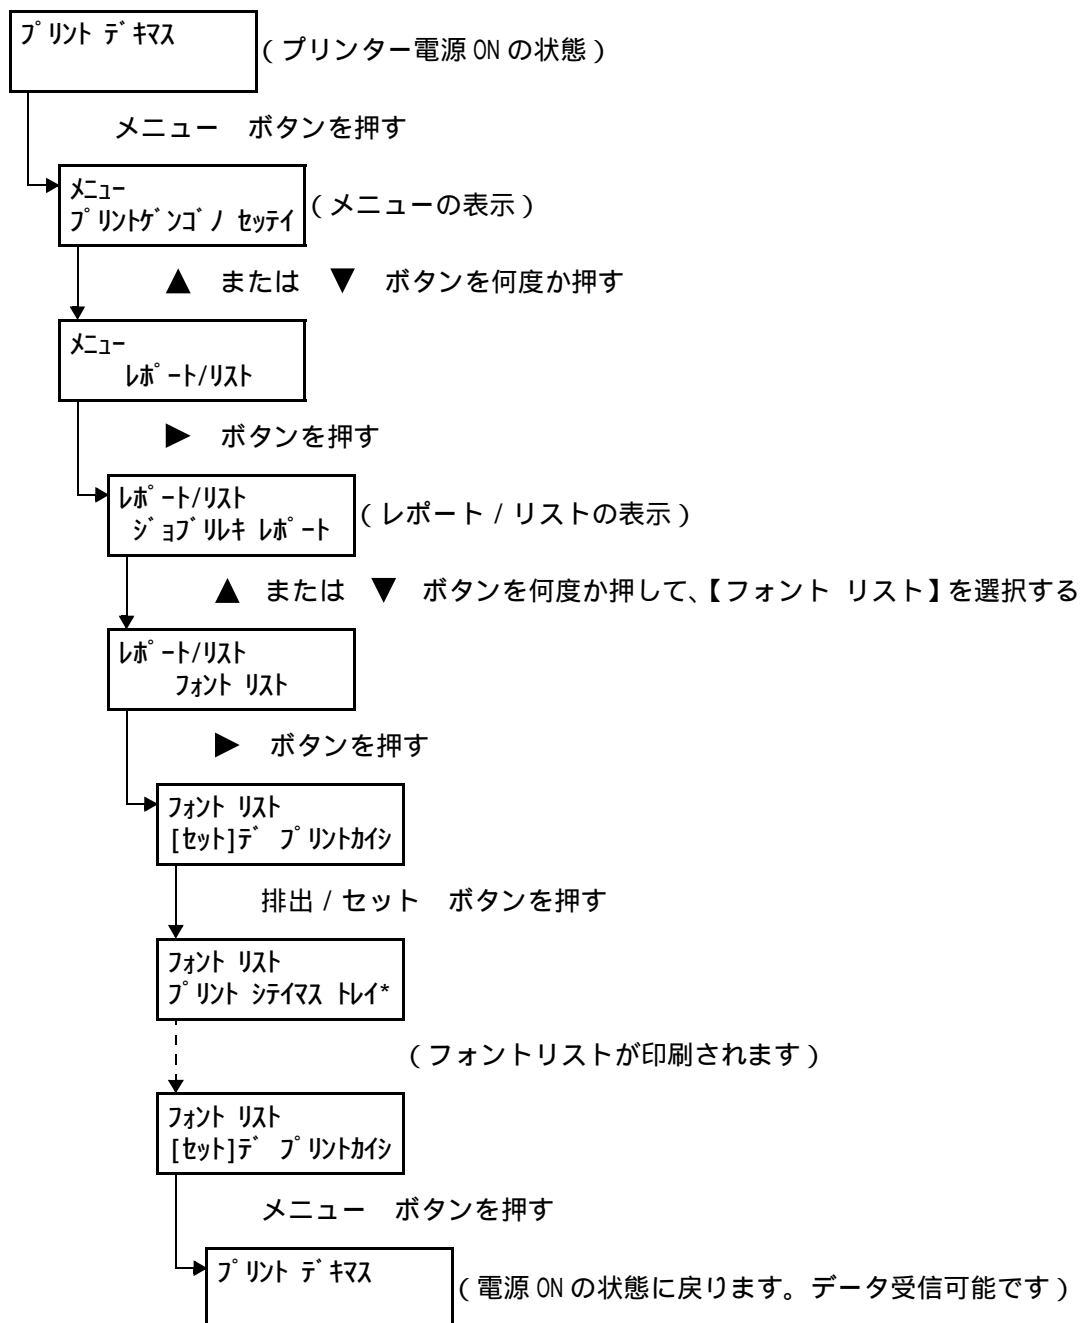 ﾌﾟﾘﾝﾄ ﾃﾞｷﾏｽ
（プリンター電源 ON の状態）
メニュー　ボタンを押す
ﾒﾆｭｰ
ﾌﾟﾘﾝﾄｹﾞﾝｺﾞﾉ ｾｯﾃｲ
（メニューの表示）
▲　または　▼　ボタンを何度か押す
ﾒﾆｭｰ
ﾚﾎﾟｰﾄ/ﾘｽﾄ
▶　ボタンを押す
ﾚﾎﾟｰﾄ/ﾘｽﾄ
ｼﾞｮﾌﾞﾘﾚｷ ﾚﾎﾟｰﾄ
（レポート / リストの表示）
▲　または　▼　ボタンを何度か押して、【フォント リスト】を選択する
ﾚﾎﾟｰﾄ/ﾘｽﾄ
ﾌｫﾝﾄ ﾘｽﾄ
▶　ボタンを押す
ﾌｫﾝﾄ ﾘｽﾄ
[ｾｯﾄ]ﾃﾞ ﾌﾟﾘﾝﾄｶｲｼ
排出 / セット　ボタンを押す
ﾌｫﾝﾄ ﾘｽﾄ
ﾌﾟﾘﾝﾄ ｼﾃｲﾏｽ ﾄﾚｲ*
（フォントリストが印刷されます）
ﾌｫﾝﾄ ﾘｽﾄ
[ｾｯﾄ]ﾃﾞ ﾌﾟﾘﾝﾄｶｲｼ
メニュー　ボタンを押す
ﾌﾟﾘﾝﾄ ﾃﾞｷﾏｽ
（電源 ON の状態に戻ります。データ受信可能です）